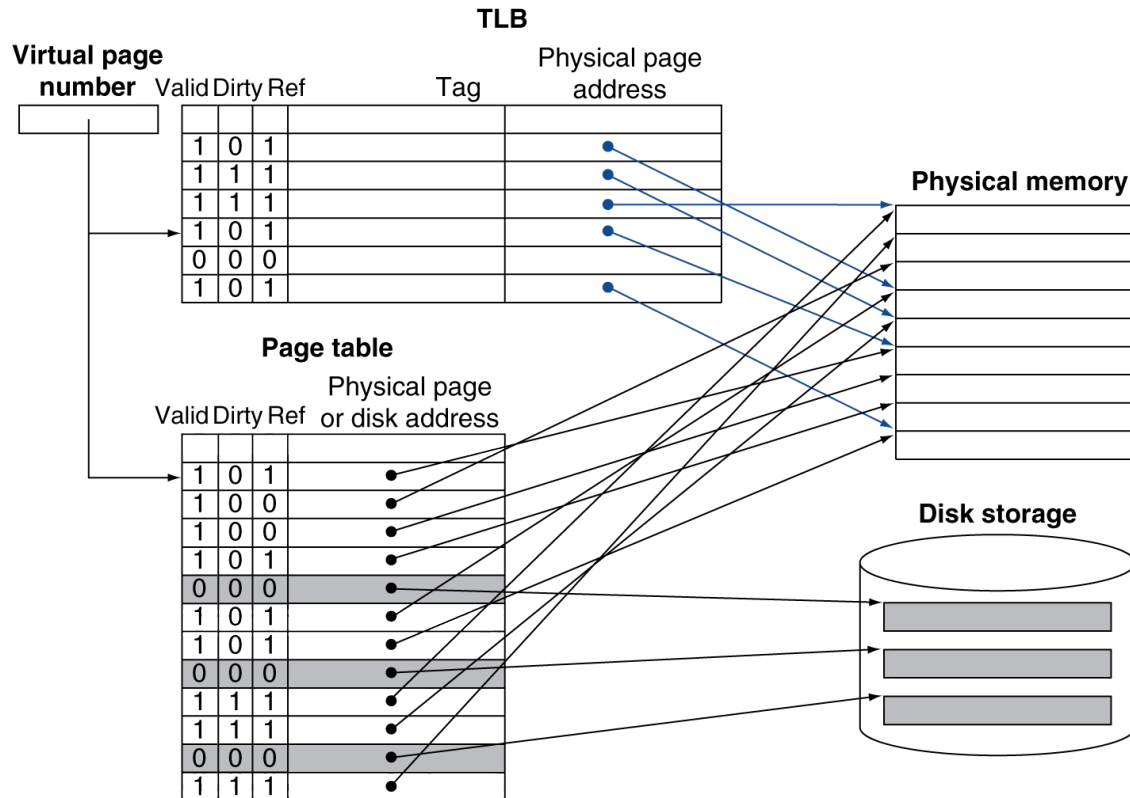 TLB
Virtual page
number
Valid Dirty Ref
Tag
Physical page
address
1 0 1
1 1 1
1 1 1
1 0 1
0 0 0
1 0 1
Physical memory
Page table
Valid Dirty Ref
Physical page
or disk address
1 0 1
1 0 0
1 0 0
1 0 1
0 0 0
1 0 1
1 0 1
0 0 0
1 1 1
1 1 1
0 0 0
1 1 1
Disk storage